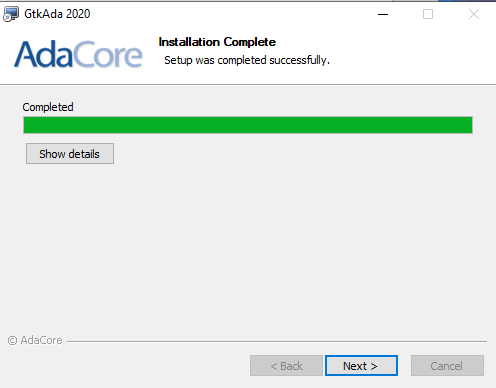 GtkAda 2020
AdaCore
Installation Complete
Setup was completed successfully.
Completed
Show details
© AdaCore
< Back
Next >
Cancel